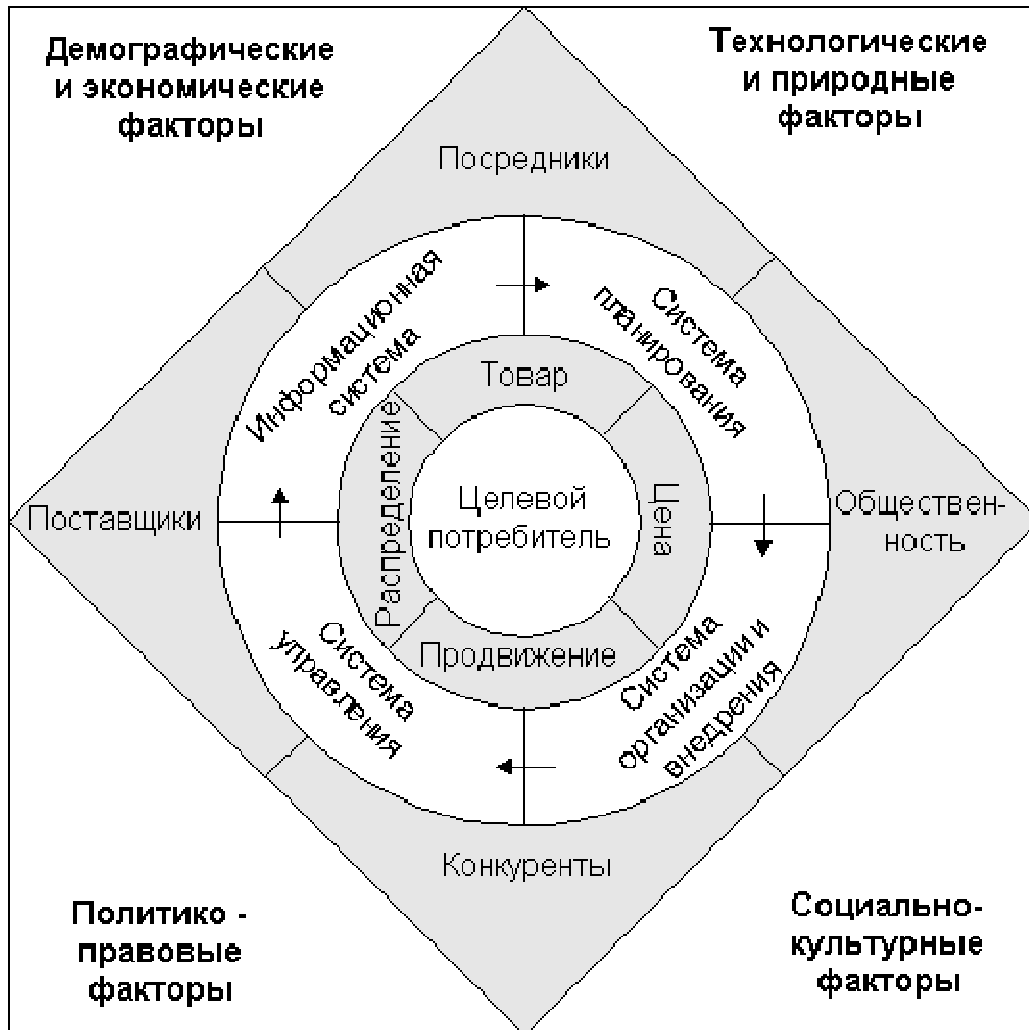 Демографические
и экономические
факторы
Технологические
и природные
факторы
Посредники
Информационная
система
Система
планирования
Товар
Распределение
Целевой
потребитель
Цена
Поставщики
Обществен-
ность
Продвижение
Система
управления
Система
организации и
внедрения
Конкуренты
Политико -
правовые
факторы
Социально-
культурные
факторы